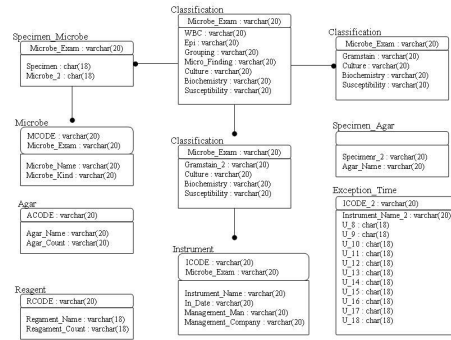 Classification
Microbe_Exam : varchar(20)
WBC : varchar(20)
Epi : varchar(20)
Grouping : varchar(20)
Micro_Finding : varchar(20)
Culture : varchar(20)
Biochemistry : varchar(20)
Susceptibility : varchar(20)
Specimen_Microbe
Microbe_Exam : varchar(20)
Specimen : char(18)
Microbe_2 : char(18)
Classification
Microbe_Exam : varchar(20)
Gramstain : varchar(20)
Culture : varchar(20)
Biochemistry : varchar(20)
Susceptibility : varchar(20)
Microbe
MCODE : varchar(20)
Microbe_Exam : varchar(20)
Microbe_Name : varchar(20)
Microbe_Kind : varchar(20)
Classification
Microbe_Exam : varchar(20)
Gramstain_2 : varchar(20)
Culture : varchar(20)
Biochemistry : varchar(20)
Susceptibility : varchar(20)
Specimen_Agar
Specimenr_2 : varchar(20)
Agar_Name : varchar(20)
Agar
ACODE : varchar(20)
Agar_Name : varchar(20)
Agar_Count : varchar(20)
Instrument
ICODE : varchar(20)
Microbe_Exam : varchar(20)
Instrument_Name : varchar(20)
In_Date : varchar(20)
Management_Man : varchar(20)
Management_Company : varchar(20)
Exception_Time
ICODE_2 : varchar(20)
Instrument_Name_2 : varchar(20)
U_8 : char(18)
U_9 : char(18)
U_10 : char(18)
U_11 : char(18)
U_12 : char(18)
U_13 : char(18)
U_14 : char(18)
U_15 : char(18)
U_16 : char(18)
U_17 : char(18)
U_18 : char(18)
Reagent
RCODE : varchar(20)
Regament_Name : varchar(18)
Reagament_Count : varchar(18)